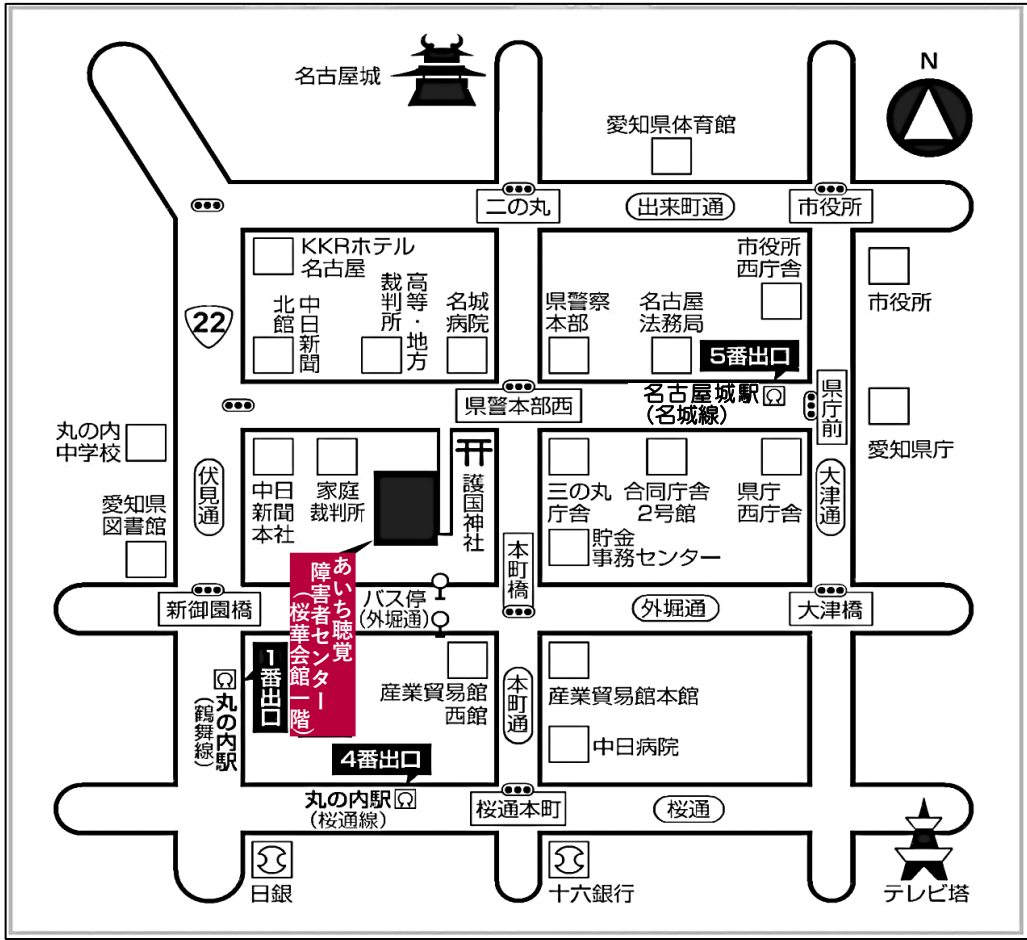 名古屋城
N
愛知県体育館
二の丸
出来町通
市役所
KKRホテル
名古屋
中日新聞
北館
高等・地方
裁判所
名城
病院
県警察
本部
名古屋
法務局
市役所
西庁舎
市役所
22
5番出口
名古屋城駅
(名城線)
県警本部西
県庁前
愛知県庁
丸の内
中学校
愛知県
図書館
伏見通
中日
新聞
本社
家庭
裁判所
護国神社
三の丸
庁舎
合同庁舎
2号館
県庁
西庁舎
貯金
事務センター
大津通
あいち聴覚
障害者センター
(桜華会館一階)
バス停
(外堀通)
新御園橋
本町橋
外堀通
大津橋
1番出口
丸の内駅
(鶴舞線)
産業貿易館
西館
本町通
産業貿易館本館
中日病院
4番出口
丸の内駅
(桜通線)
桜通本町
桜通
日銀
十六銀行
テレビ塔